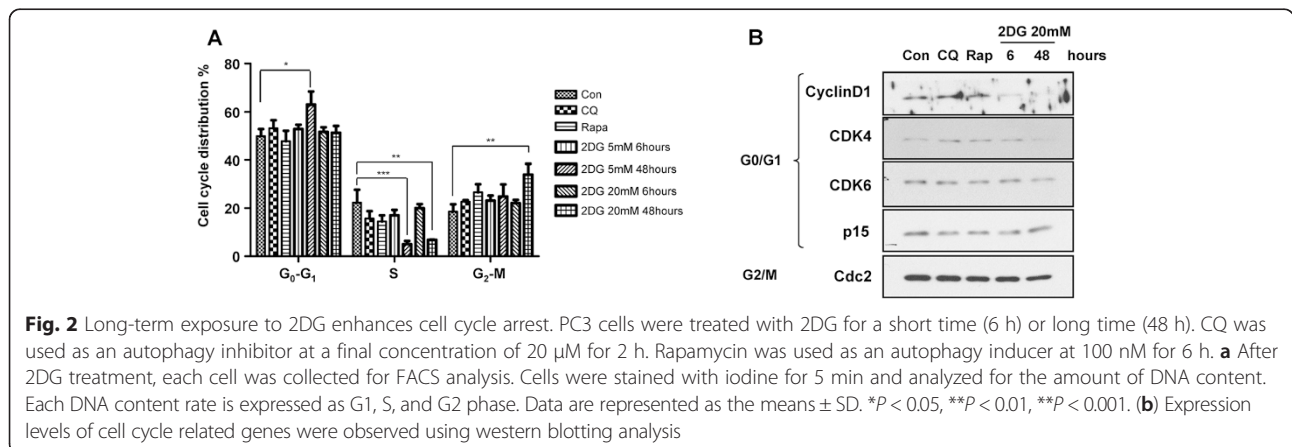 A
Cell cycle distribution %
80
60
40
20
0
*
***
**
**
G₀-G₁
S
G₂-M
Con
CQ
Rapa
2DG 5mM 6hours
2DG 5mM 48hours
2DG 20mM 6hours
2DG 20mM 48hours
B
2DG 20mM
Con CQ Rap 6 48 hours
G0/G1
CyclinD1
CDK4
CDK6
p15
G2/M
Cdc2
Fig. 2 Long-term exposure to 2DG enhances cell cycle arrest. PC3 cells were treated with 2DG for a short time (6 h) or long time (48 h). CQ was
used as an autophagy inhibitor at a final concentration of 20 μM for 2 h. Rapamycin was used as an autophagy inducer at 100 nM for 6 h. a After
2DG treatment, each cell was collected for FACS analysis. Cells were stained with iodine for 5 min and analyzed for the amount of DNA content.
Each DNA content rate is expressed as G1, S, and G2 phase. Data are represented as the means ± SD. *P < 0.05, **P < 0.01, **P < 0.001. (b) Expression
levels of cell cycle related genes were observed using western blotting analysis